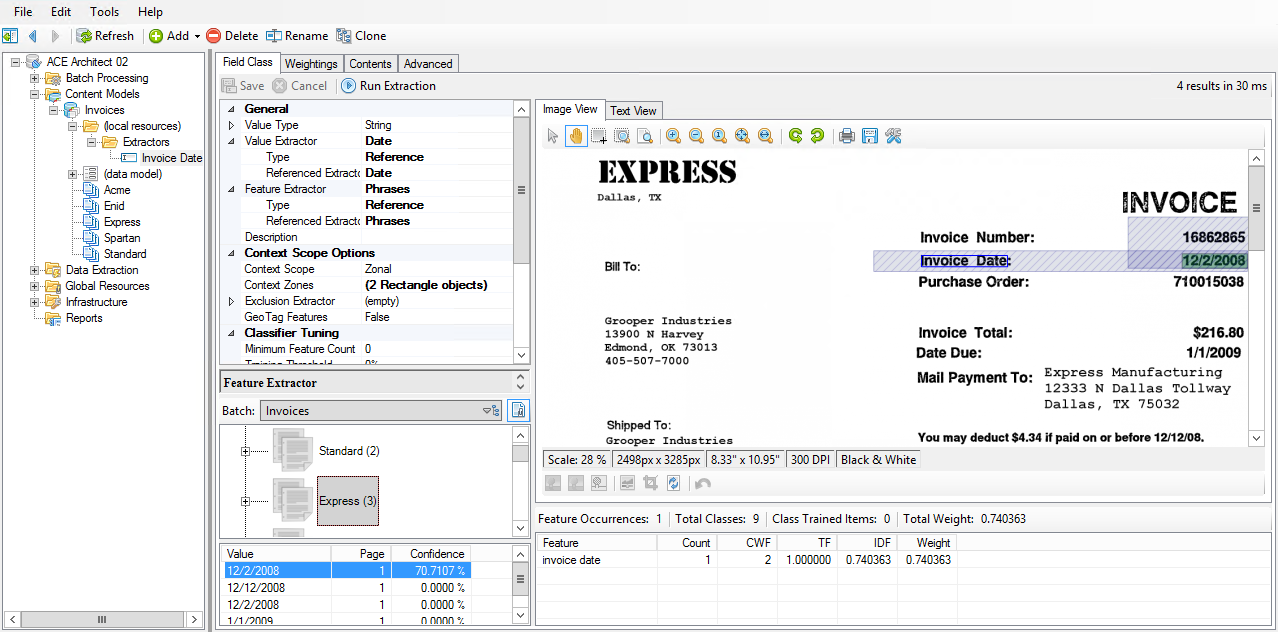 File Edit Tools Help
Refresh Add Delete Rename Clone
ACE Architect 02
Batch Processing
Content Models
Invoices
(local resources)
Extractors
Invoice Date
(data model)
Acme
Enid
Express
Spartan
Standard
Data Extraction
Global Resources
Infrastructure
Reports
Field Class Weightings Contents Advanced
Save Cancel Run Extraction 4 results in 30 ms
General
Value Type String
Value Extractor Date
Type Reference
Referenced Extractc Date
Feature Extractor Phrases
Type Reference
Referenced Extractc Phrases
Description
Context Scope Options
Context Scope Zonal
Context Zones (2 Rectangle objects)
Exclusion Extractor (empty)
GeoTag Features False
Classifier Tuning
Minimum Feature Count 0
Training Threshold 0%
Feature Extractor
Batch: Invoices
Standard (2)
Express (3)
Value Page Confidence
12/2/2008 1 70.7107 %
12/12/2008 1 0.0000 %
12/2/2008 1 0.0000 %
1/1/2009 1 0.0000 %
Image View Text View
EXPRESS
Dallas, TX
INVOICE
Invoice Number: 16862865
Invoice Date: 12/2/2008
Bill To:
Purchase Order: 710015038
Grooper Industries
13900 N Harvey
Edmond, OK 73013
405-507-7000
Invoice Total: $216.80
Date Due: 1/1/2009
Mail Payment To: Express Manufacturing
12333 N Dallas Tollway
Dallas, TX 75032
Shipped To:
Grooper Industries
You may deduct $4.34 if paid on or before 12/12/08.
Scale: 28 % 2498px x 3285px 8.33" x 10.95" 300 DPI Black & White
Feature Occurrences: 1 Total Classes: 9 Class Trained Items: 0 Total Weight: 0.740363
Feature Count CWF TF IDF Weight
invoice date 1 2 1.000000 0.740363 0.740363